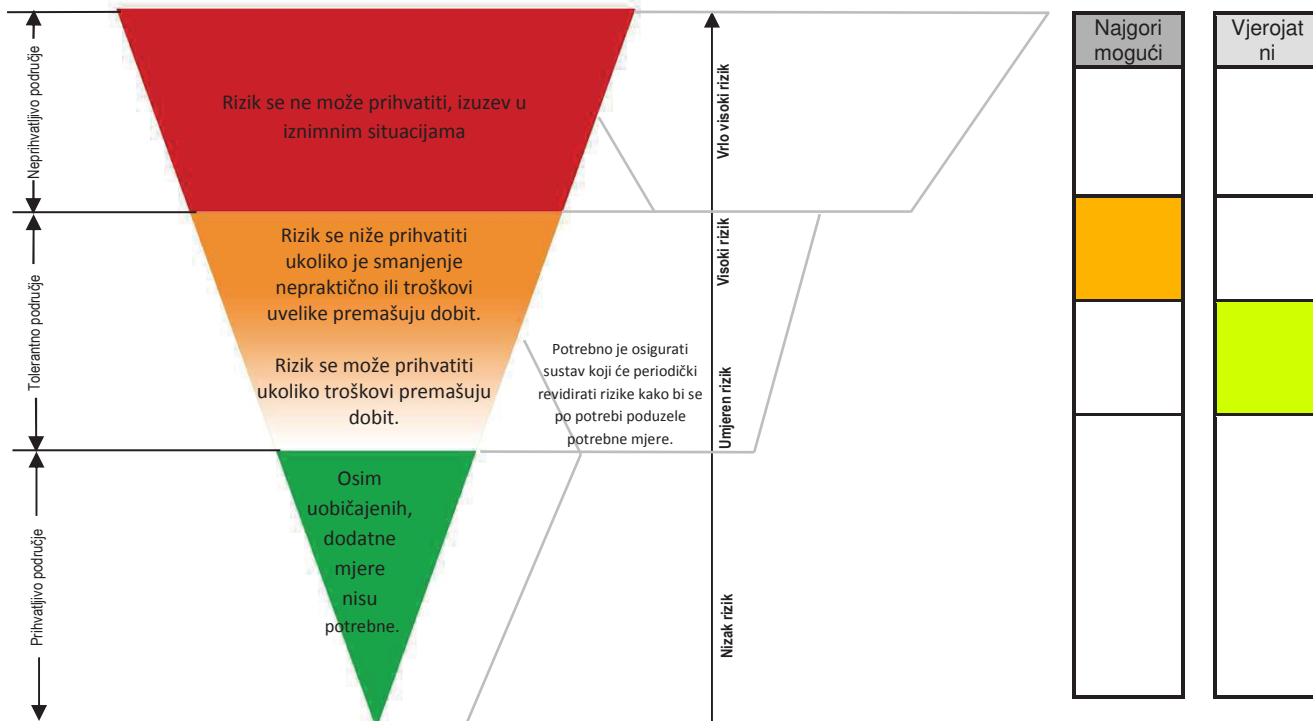 Neprihvatljivo područje
Tolerantno područje
Prihvatljivo područje
Rizik se ne može prihvatiti, izuzev u
iznimnim situacijama
Rizik se niže prihvatiti
ukoliko je smanjenje
nepraktično ili troškovi
uvelike premašuju dobit.
Rizik se može prihvatiti
ukoliko troškovi premašuju
dobit.
Osim
uobičajenih,
dodatne
mjere
nisu
potrebne.
Potrebno je osigurati
sustav koji će periodički
revidirati rizike kako bi se
po potrebi poduzele
potrebne mjere.
Vrlo visoki rizik
Visoki rizik
Umjeren rizik
Nizak rizik
Najgori
mogući
Vjerojat
ni